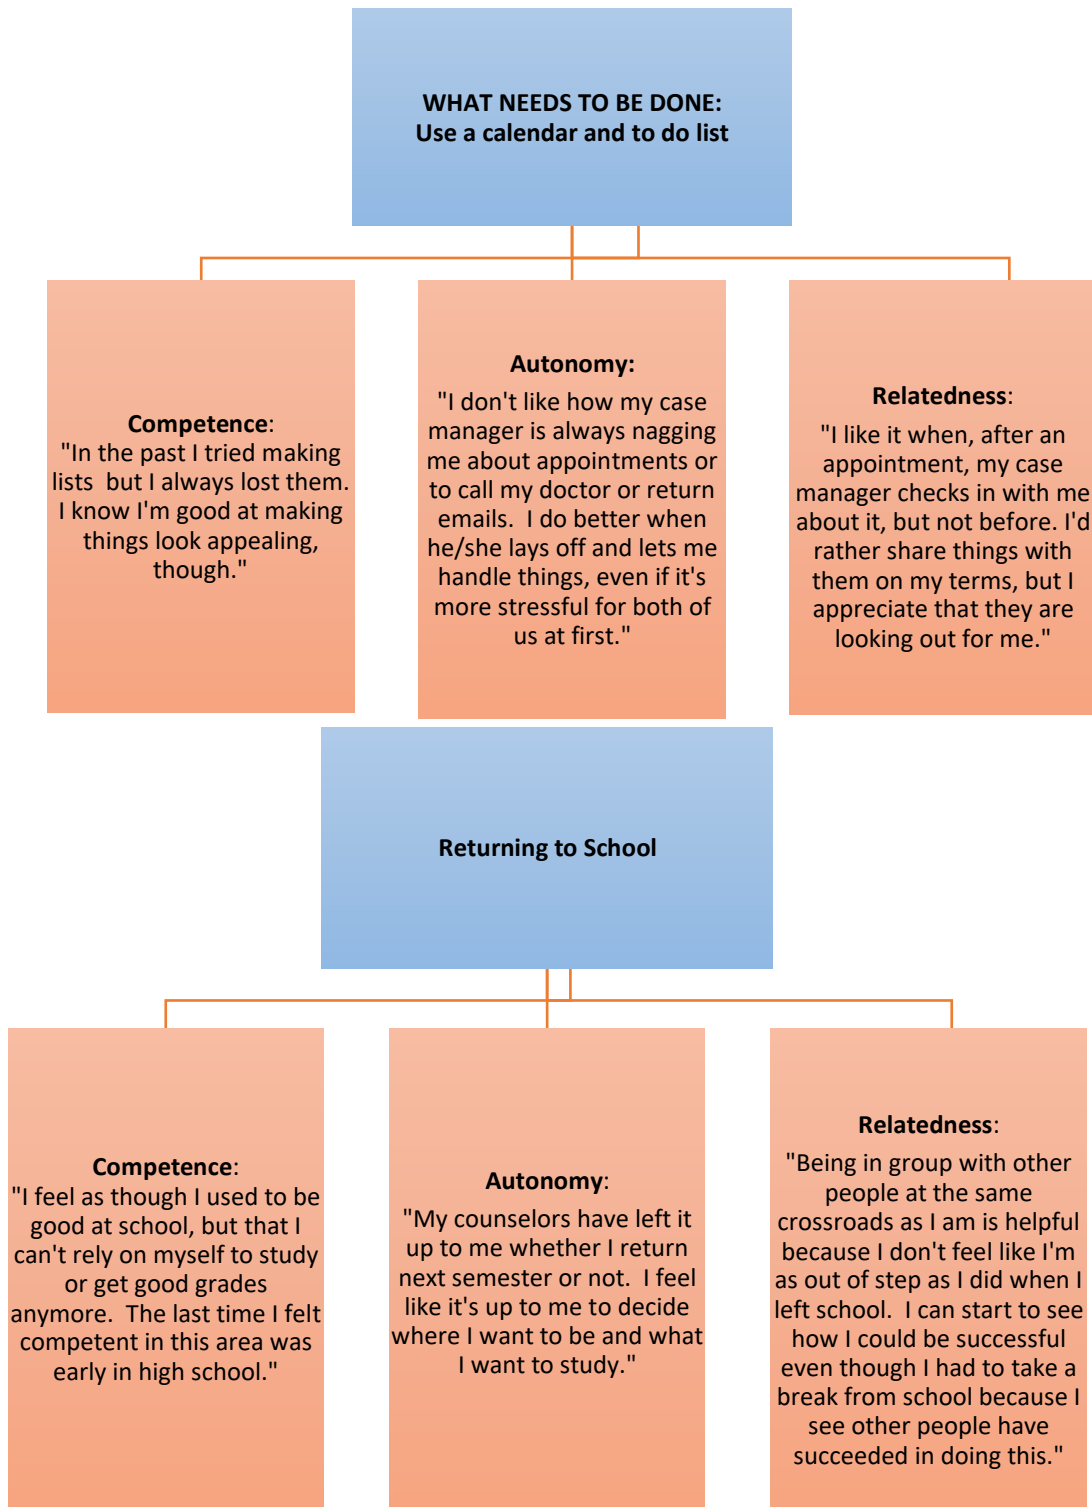 WHAT NEEDS TO BE DONE:
Use a calendar and to do list
Competence:
"In the past I tried making
lists  but I always lost them.
I know I'm good at making
things look appealing,
though."
Autonomy:
"I don't like how my case
manager is always nagging
me about appointments or
to call my doctor or return
emails.  I do better when
he/she lays off and lets me
handle things, even if it's
more stressful for both of
us at first."
Relatedness:
"I like it when, after an
appointment, my case
manager checks in with me
about it, but not before. I'd
rather share things with
them on my terms, but I
appreciate that they are
looking out for me."
Returning to School
Competence:
"I feel as though I used to be
good at school, but that I
can't rely on myself to study
or get good grades
anymore.  The last time I felt
competent in this area was
early in high school."
Autonomy:
"My counselors have left it
up to me whether I return
next semester or not.  I feel
like it's up to me to decide
where I want to be and what
I want to study."
Relatedness:
"Being in group with other
people at the same
crossroads as I am is helpful
because I don't feel like I'm
as out of step as I did when I
left school.  I can start to see
how I could be successful
even though I had to take a
break from school because I
see other people have
succeeded in doing this."